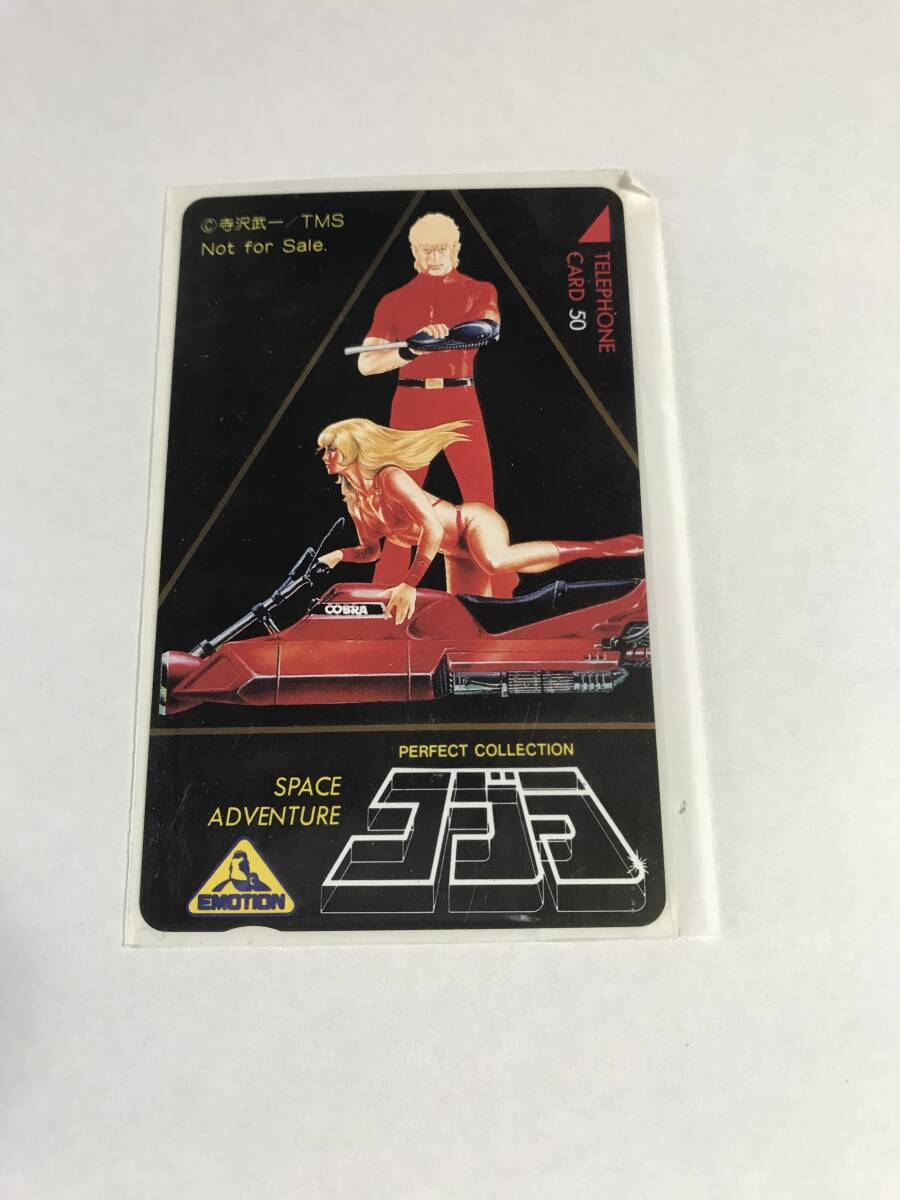 ©寺沢武一/TMS
Not for Sale.
TELEPHONE
CARD 50
COBRA
PERFECT COLLECTION
SPACE
ADVENTURE
コブラ
EMOTION